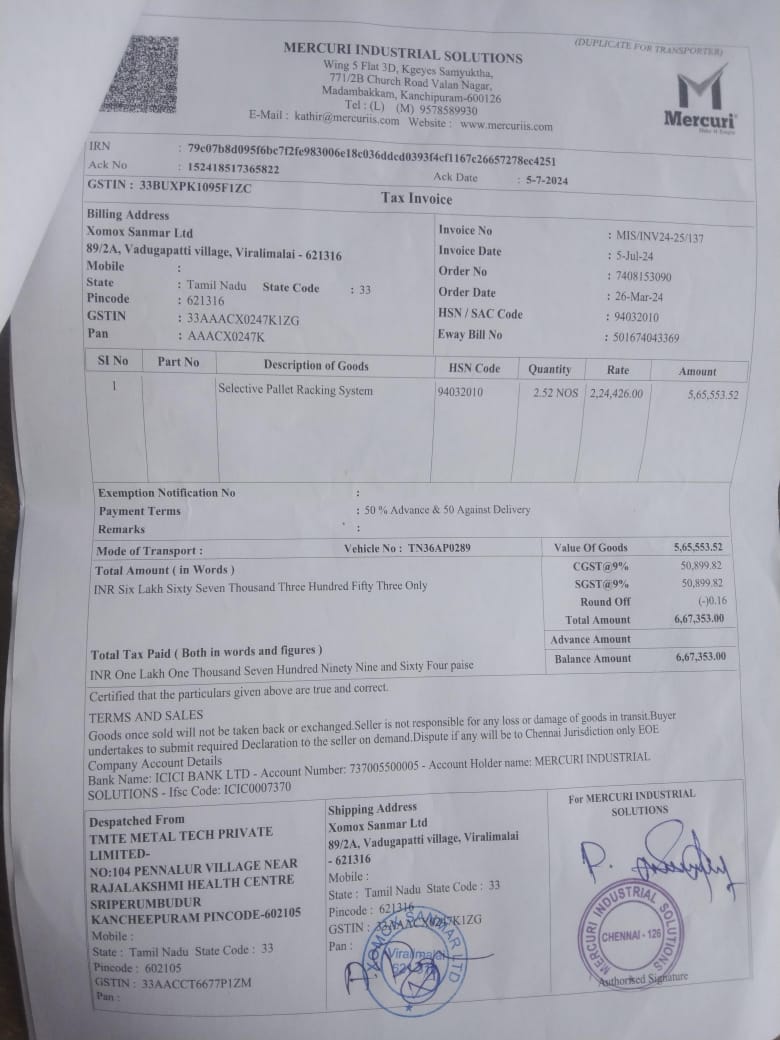 (DUPLICATE FOR TRANSPORTER)
MERCURI INDUSTRIAL SOLUTIONS
Wing 5 Flat 3D, Kgeyes Samyuktha,
771/2B Church Road Valan Nagar,
Madambakkam, Kanchipuram-600126
Tel : (L) (M) 9578589930
E-Mail : kathir@mercuriis.com Website : www.mercuriis.com
Mercuri
IRN : 79c07b8d095f6bc7f2fe983006e18c036ddcd0393f4cf1167c26657278ec4251
Ack No : 152418517365822 Ack Date : 5-7-2024
GSTIN : 33BUXPK1095F1ZC
Tax Invoice
Billing Address
Xomox Sanmar Ltd
89/2A, Vadugapatti village, Viralimalai - 621316
Mobile :
State : Tamil Nadu State Code : 33
Pincode : 621316
GSTIN : 33AAACX0247K1ZG
Pan : AAACX0247K
Invoice No : MIS/INV24-25/137
Invoice Date : 5-Jul-24
Order No : 7408153090
Order Date : 26-Mar-24
HSN / SAC Code : 94032010
Eway Bill No : 501674043369
SI No Part No Description of Goods HSN Code Quantity Rate Amount
1 Selective Pallet Racking System 94032010 2.52 NOS 2,24,426.00 5,65,553.52
Exemption Notification No :
Payment Terms : 50 % Advance & 50 Against Delivery
Remarks :
Mode of Transport : Vehicle No : TN36AP0289
Total Amount ( in Words )
INR Six Lakh Sixty Seven Thousand Three Hundred Fifty Three Only
Total Tax Paid ( Both in words and figures )
INR One Lakh One Thousand Seven Hundred Ninety Nine and Sixty Four paise
Value Of Goods 5,65,553.52
CGST@9% 50,899.82
SGST@9% 50,899.82
Round Off (-)0.16
Total Amount 6,67,353.00
Advance Amount
Balance Amount 6,67,353.00
Certified that the particulars given above are true and correct.
TERMS AND SALES
Goods once sold will not be taken back or exchanged.Seller is not responsible for any loss or damage of goods in transit.Buyer
undertakes to submit required Declaration to the seller on demand.Dispute if any will be to Chennai Jurisdiction only EOE
Company Account Details
Bank Name: ICICI BANK LTD - Account Number: 737005500005 - Account Holder name: MERCURI INDUSTRIAL
SOLUTIONS - Ifsc Code: ICIC0007370
Despatched From
TMTE METAL TECH PRIVATE
LIMITED-
NO:104 PENNALUR VILLAGE NEAR
RAJALAKSHMI HEALTH CENTRE
SRIPERUMBUDUR
KANCHEEPURAM PINCODE-602105
Mobile :
State : Tamil Nadu State Code : 33
Pincode : 602105
GSTIN : 33AACCT6677P1ZM
Pan :
Shipping Address
Xomox Sanmar Ltd
89/2A, Vadugapatti village, Viralimalai
- 621316
Mobile :
State : Tamil Nadu State Code : 33
Pincode : 621316
GSTIN : 33AAACX0247K1ZG
Pan :
XOMOX SANMAR LTD
Viralimalai
For MERCURI INDUSTRIAL
SOLUTIONS
MERCURI INDUSTRIAL SOLUTIONS
CHENNAI - 126
Authorised Signature